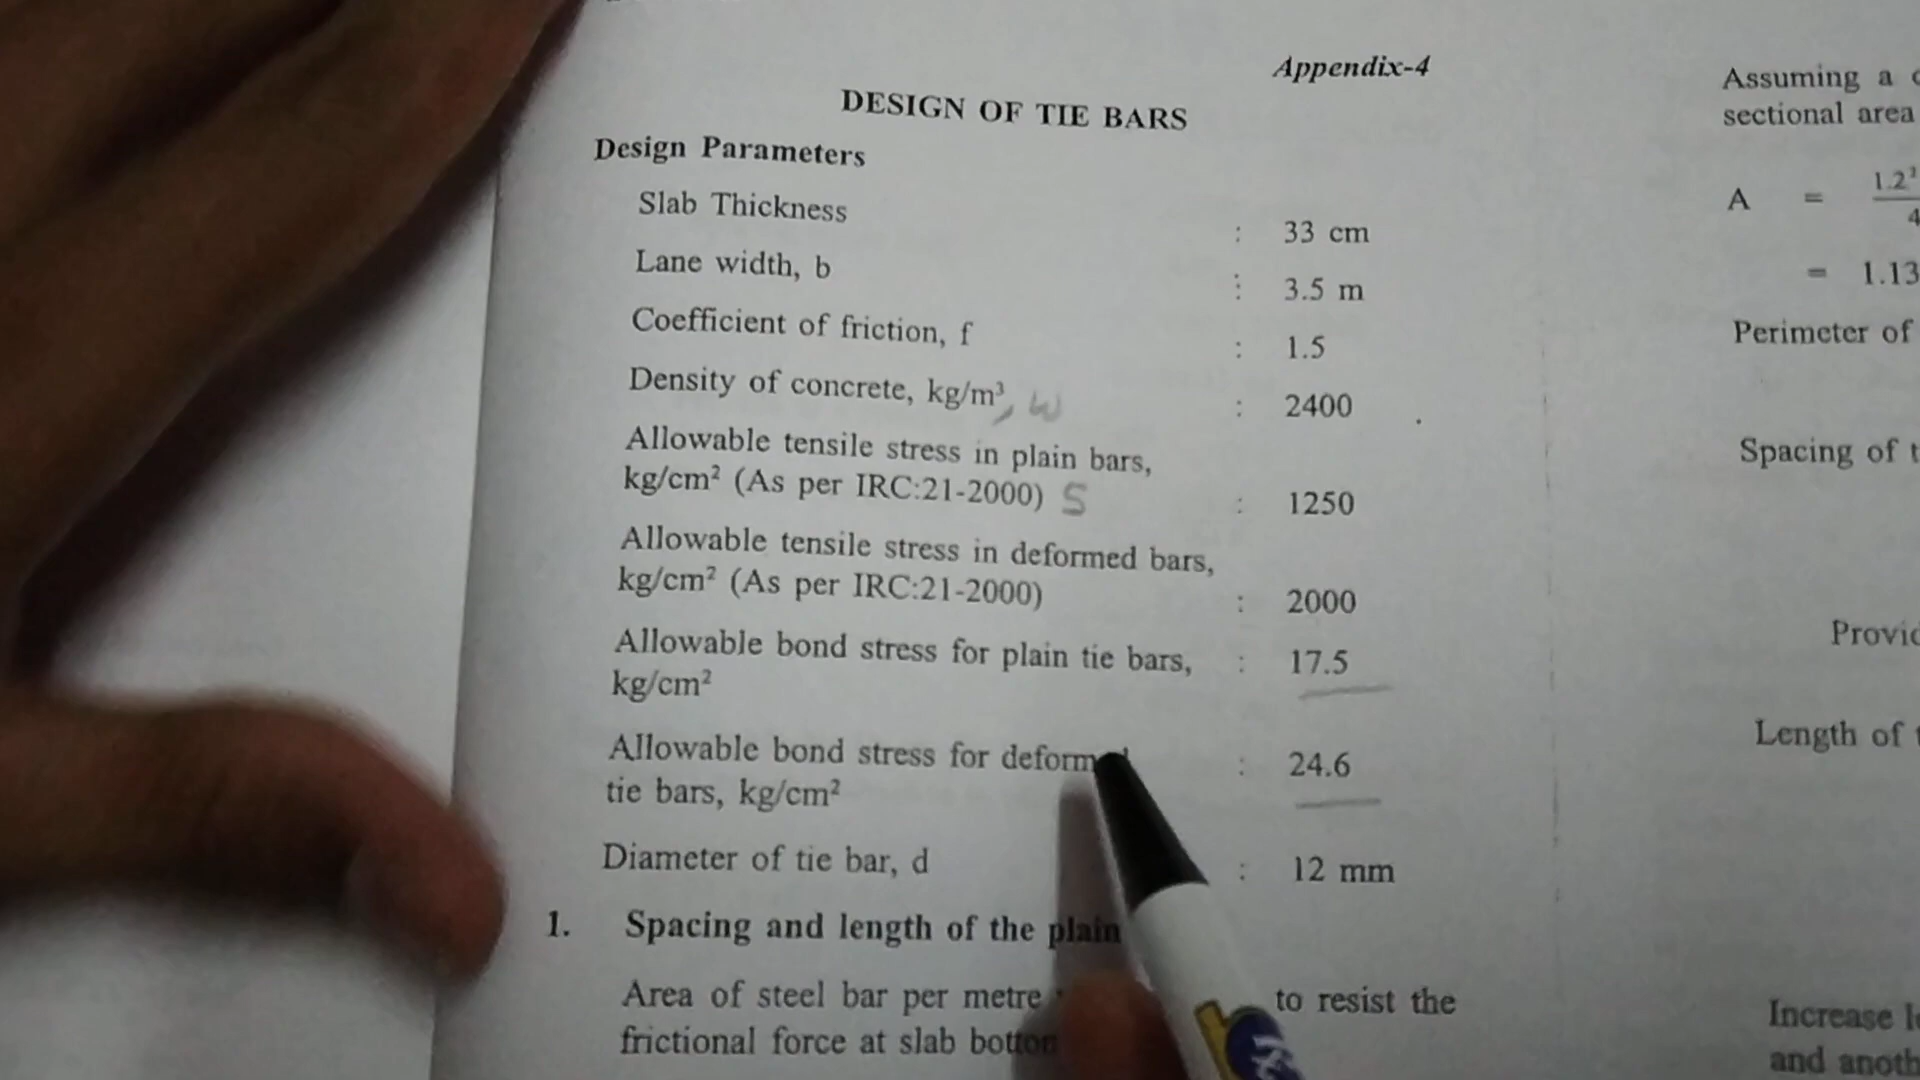 Appendix-4
DESIGN OF TIE BARS
Design Parameters
Slab Thickness : 33 cm
Lane width, b : 3.5 m
Coefficient of friction, f : 1.5
Density of concrete, kg/m³, W : 2400
Allowable tensile stress in plain bars,
kg/cm² (As per IRC:21-2000) S : 1250
Allowable tensile stress in deformed bars,
kg/cm² (As per IRC:21-2000) : 2000
Allowable bond stress for plain tie bars, : 17.5
kg/cm²
Allowable bond stress for : 24.6
tie bars, kg/cm²
Diameter of tie bar, d : 12 mm
1. Spacing and length of the plain
Area of steel bar per metre to resist the
frictional force at slab
Assuming a
sectional area
A =
= 1.13
Perimeter of
Spacing of
Length of
Increase
and